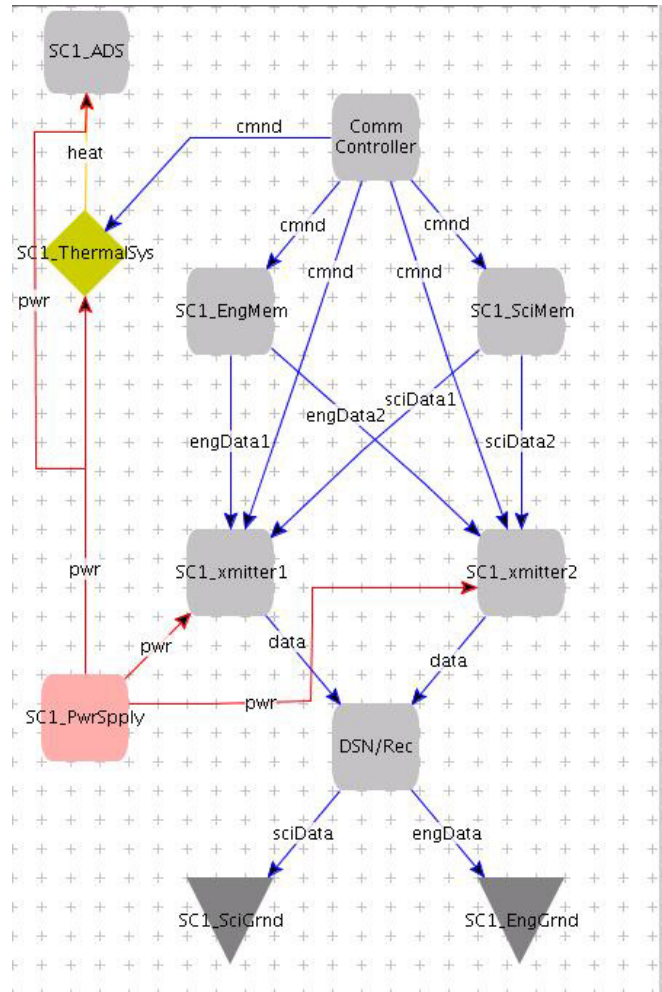 SC1_ADS
cmnd
Comm
Controller
heat
cmnd
cmnd
SC1_ThermalSys
cmnd
cmnd
pwr
SC1_EngMem
SC1_SciMem
sciData1
engData2
engData1
sciData2
pwr
SC1_xmitter1
SC1_xmitter2
pwr
data
data
pwr
SC1_PwrSpply
DSN/Rec
sciData
engData
SC1_SciGrnd
SC1_EngGrnd